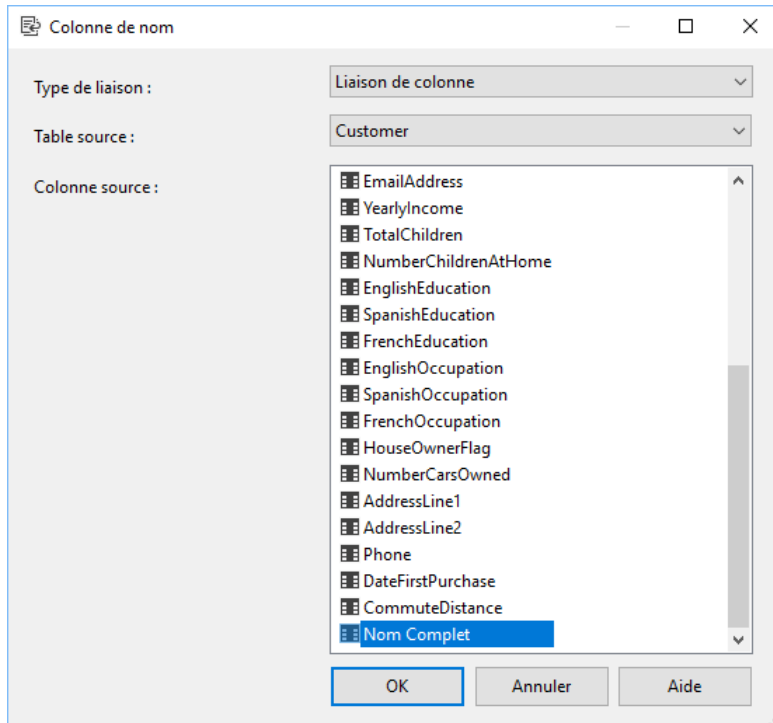 Colonne de nom
Type de liaison :
Liaison de colonne
Table source :
Customer
Colonne source :
EmailAddress
YearlyIncome
TotalChildren
NumberChildrenAtHome
EnglishEducation
SpanishEducation
FrenchEducation
EnglishOccupation
SpanishOccupation
FrenchOccupation
HouseOwnerFlag
NumberCarsOwned
AddressLine1
AddressLine2
Phone
DateFirstPurchase
CommuteDistance
Nom Complet
OK
Annuler
Aide